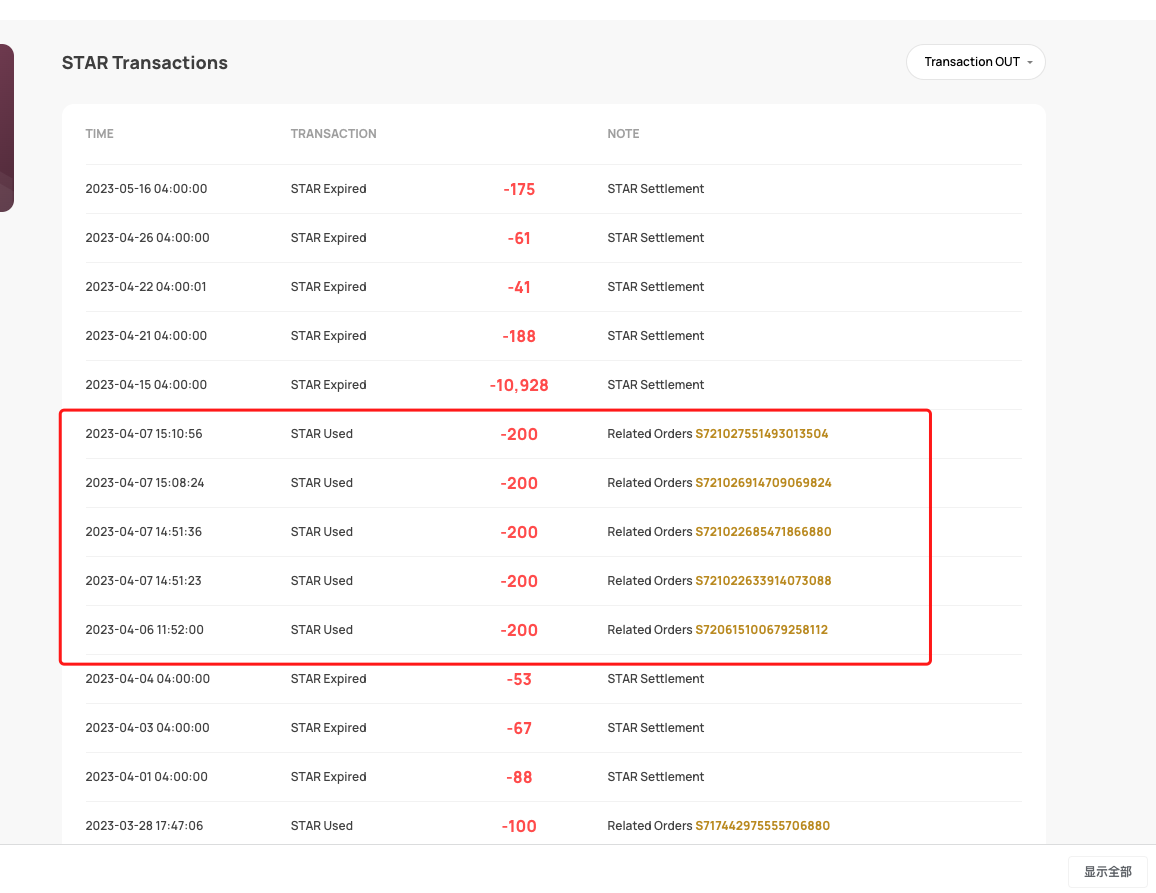 STAR Transactions
Transaction OUT
TIME TRANSACTION NOTE
2023-05-16 04:00:00 STAR Expired -175 STAR Settlement
2023-04-26 04:00:00 STAR Expired -61 STAR Settlement
2023-04-22 04:00:01 STAR Expired -41 STAR Settlement
2023-04-21 04:00:00 STAR Expired -188 STAR Settlement
2023-04-15 04:00:00 STAR Expired -10,928 STAR Settlement
2023-04-07 15:10:56 STAR Used -200 Related Orders S721027551493013504
2023-04-07 15:08:24 STAR Used -200 Related Orders S721026914709069824
2023-04-07 14:51:36 STAR Used -200 Related Orders S721022685471866880
2023-04-07 14:51:23 STAR Used -200 Related Orders S721022633914073088
2023-04-06 11:52:00 STAR Used -200 Related Orders S720615100679258112
2023-04-04 04:00:00 STAR Expired -53 STAR Settlement
2023-04-03 04:00:00 STAR Expired -67 STAR Settlement
2023-04-01 04:00:00 STAR Expired -88 STAR Settlement
2023-03-28 17:47:06 STAR Used -100 Related Orders S717442975555706880
显示全部